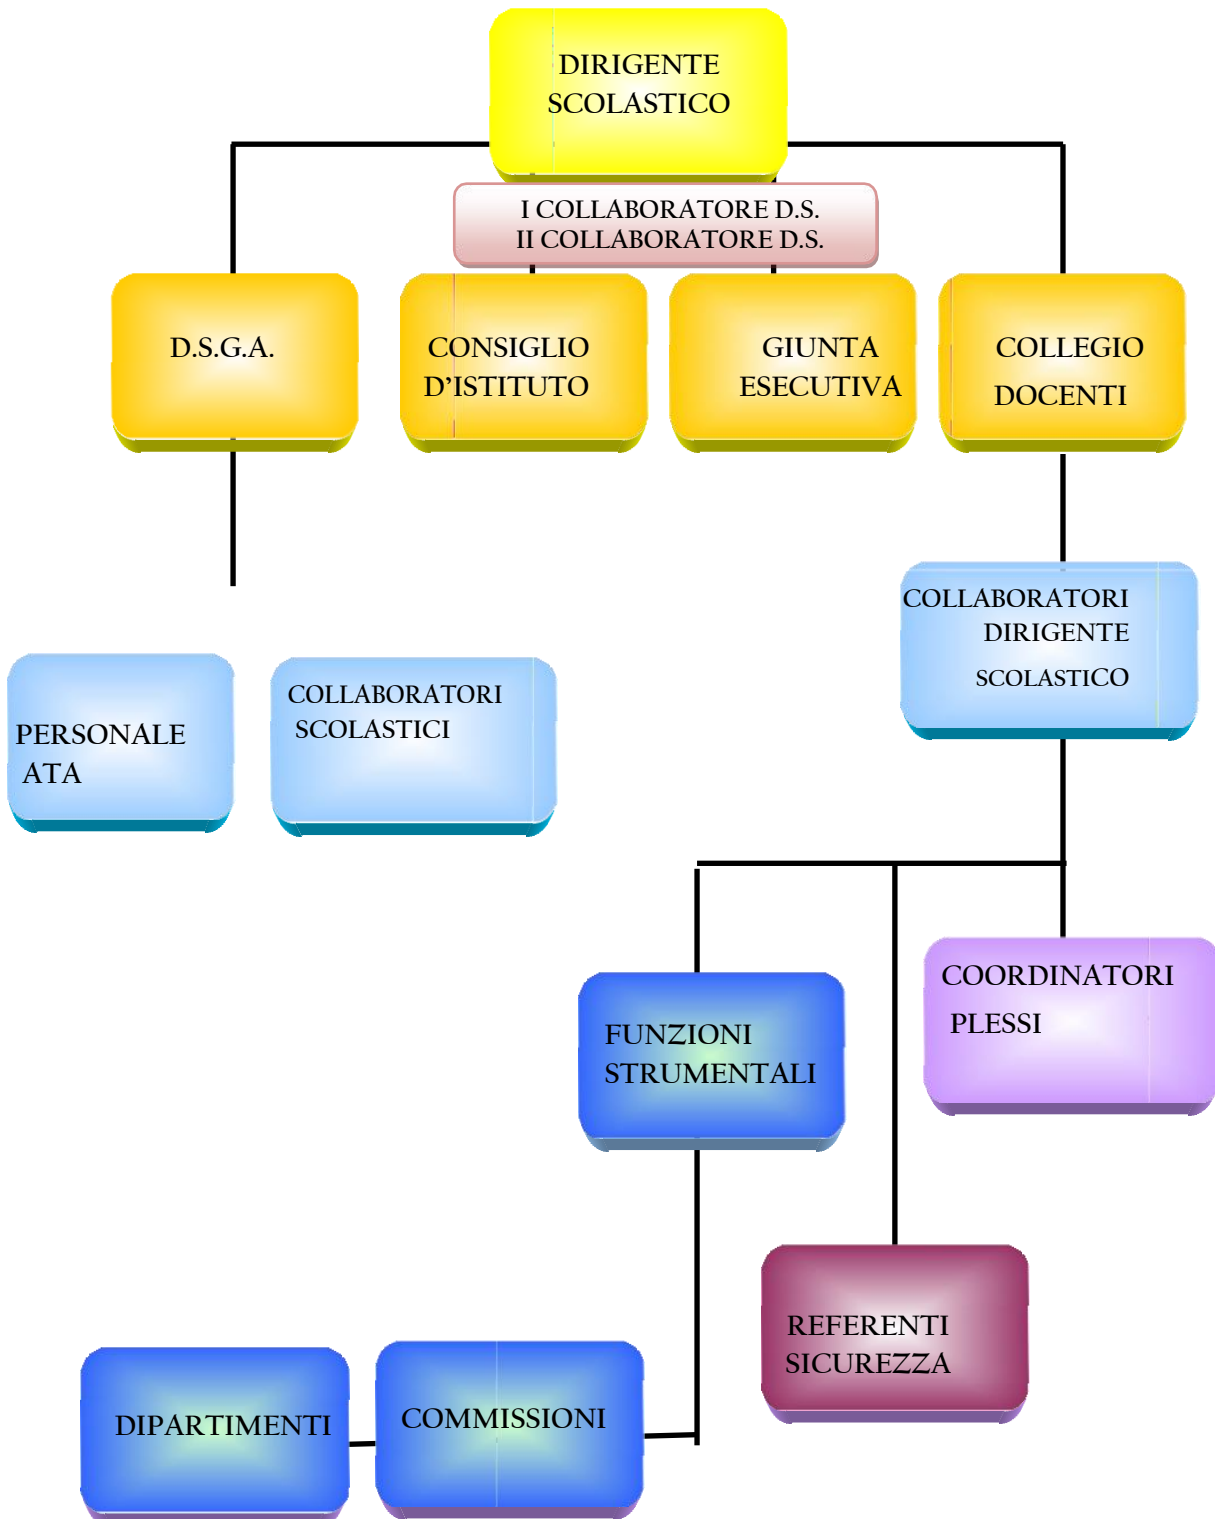 DIRIGENTE
SCOLASTICO
I COLLABORATORE D.S.
II COLLABORATORE D.S.
D.S.G.A.
CONSIGLIO
D’ISTITUTO
GIUNTA
ESECUTIVA
COLLEGIO
DOCENTI
COLLABORATORI
DIRIGENTE
SCOLASTICO
PERSONALE
ATA
COLLABORATORI
SCOLASTICI
COORDINATORI
PLESSI
FUNZIONI
STRUMENTALI
REFERENTI
SICUREZZA
DIPARTIMENTI
COMMISSIONI